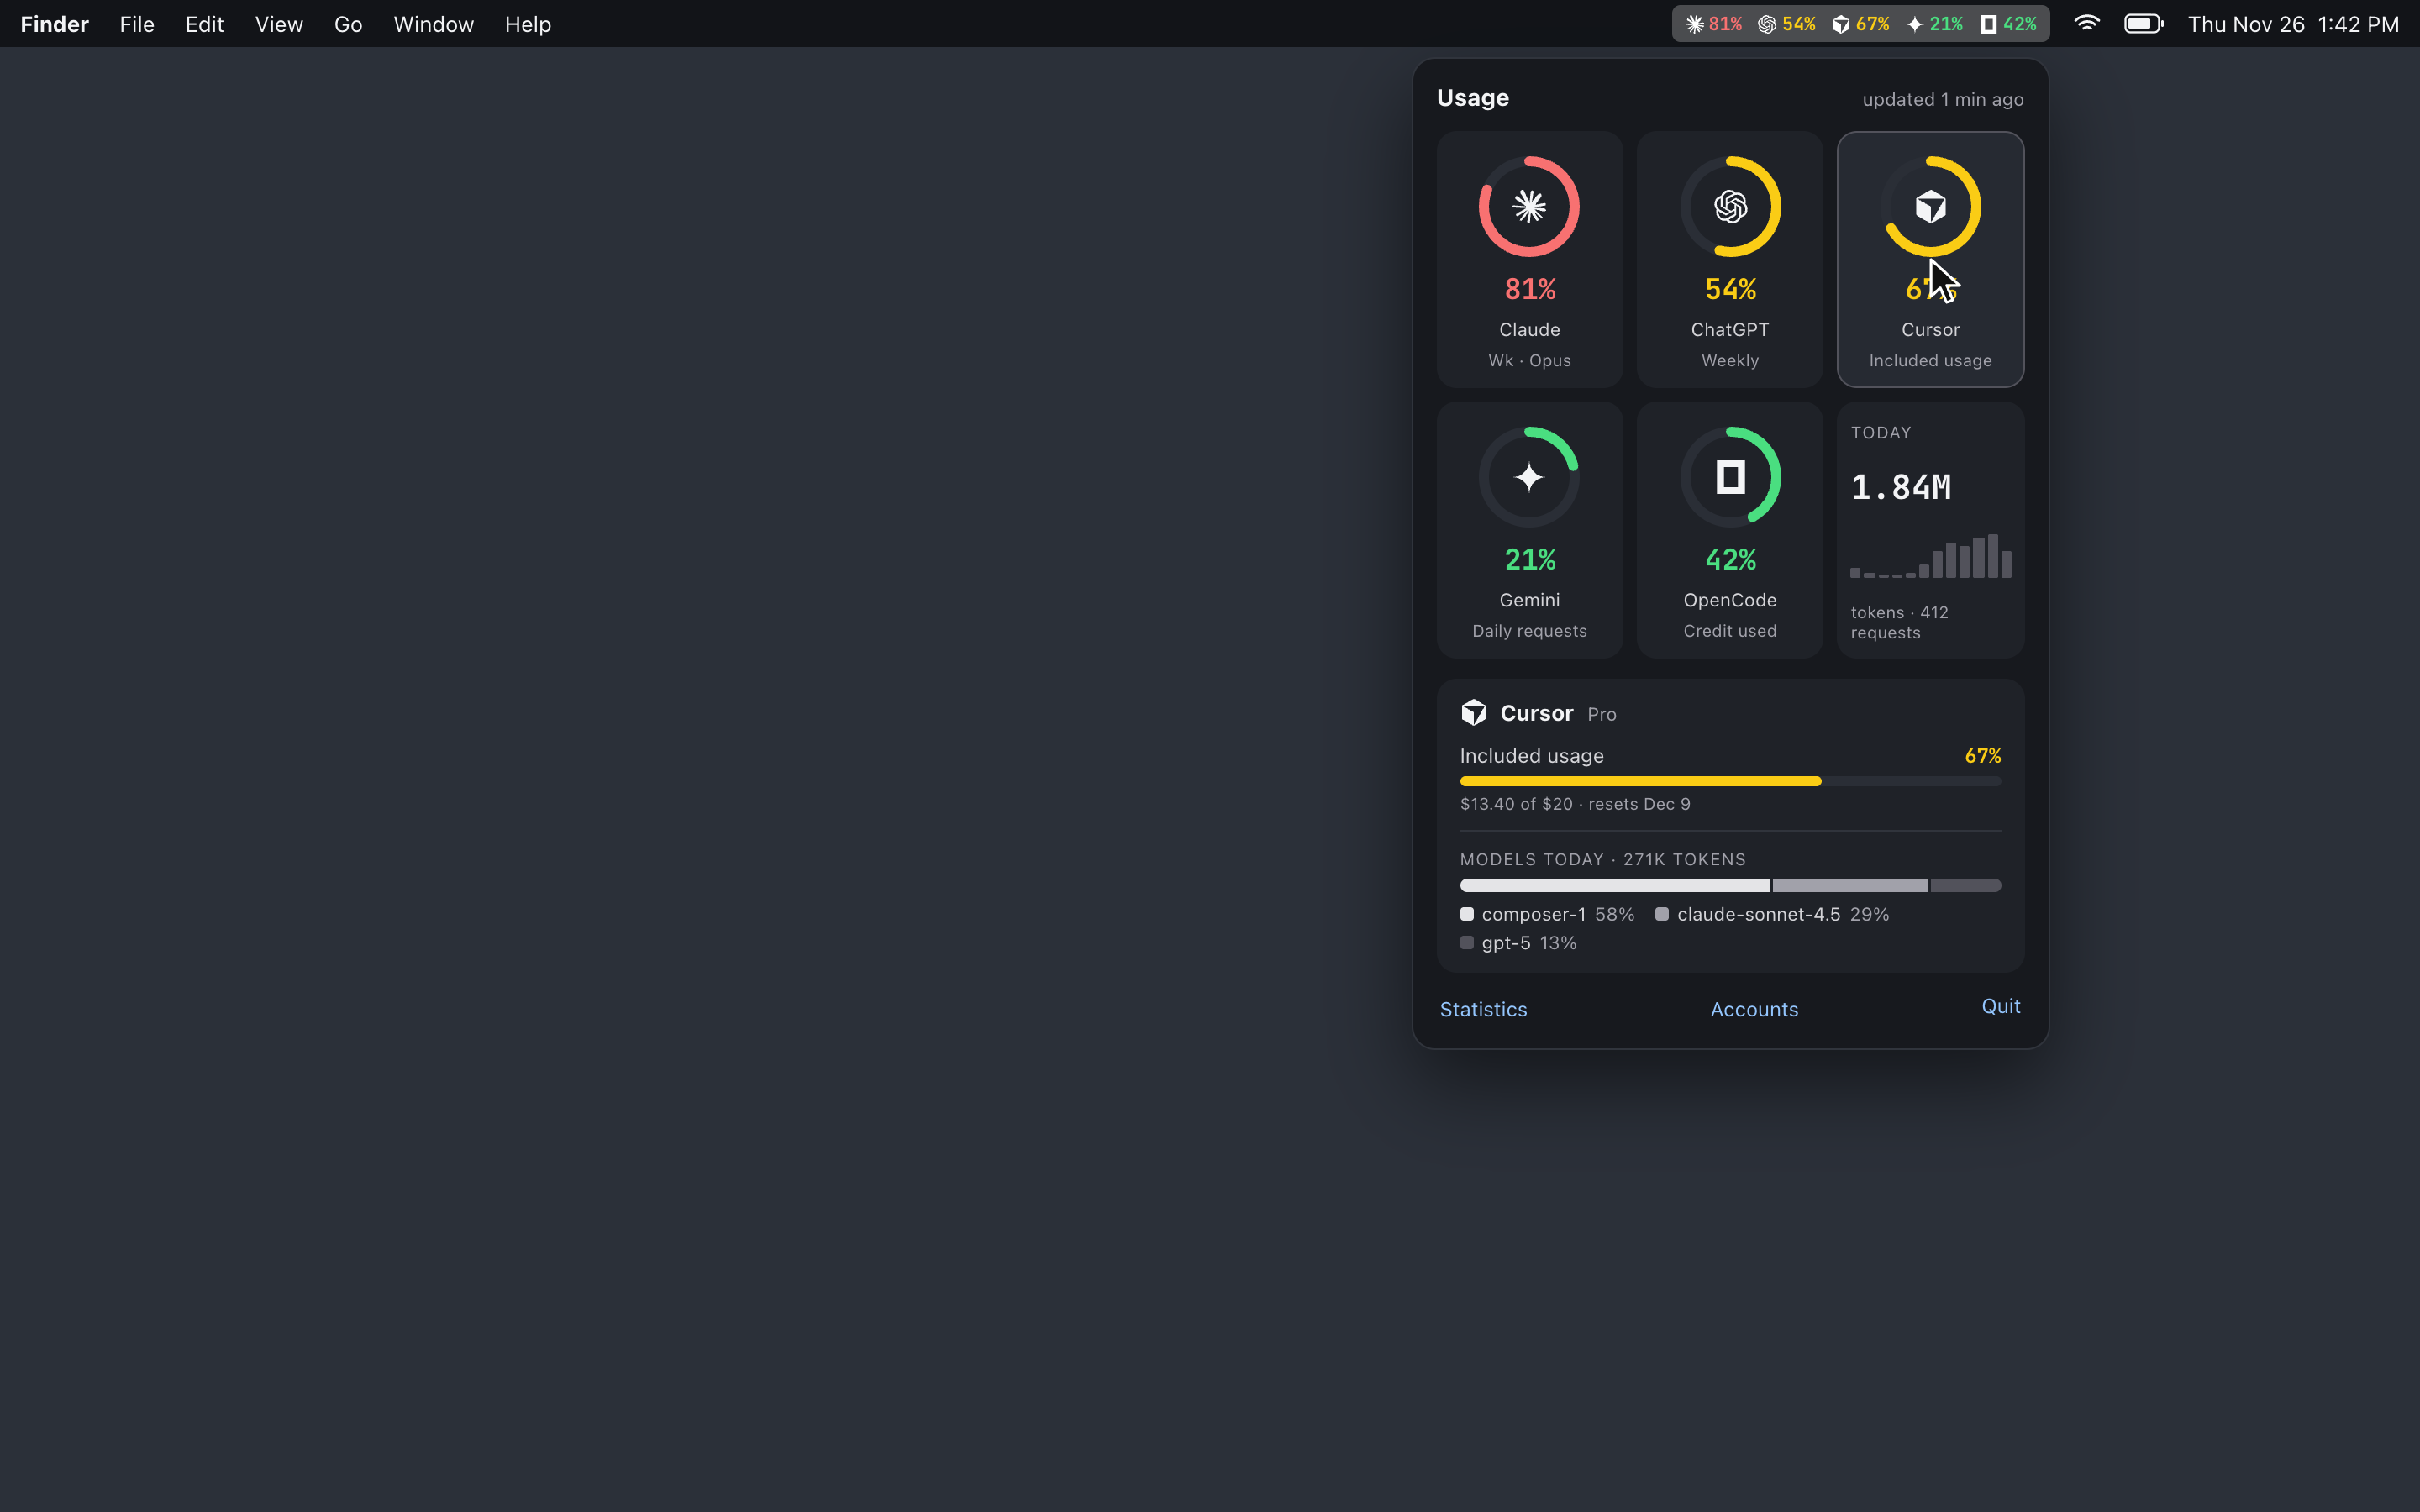 Finder File Edit View Go Window Help 81% 54% 67% 21% 42% Thu Nov 26 1:42 PM
Usage updated 1 min ago
81% 54%
Claude ChatGPT Cursor
Wk · Opus Weekly Included usage
TODAY
1.84M
21% 42%
Gemini OpenCode
Daily requests Credit used
tokens · 412
requests
Cursor Pro
Included usage 67%
$13.40 of $20 · resets Dec 9
MODELS TODAY · 271K TOKENS
composer-1 58% claude-sonnet-4.5 29%
gpt-5 13%
Statistics Accounts Quit